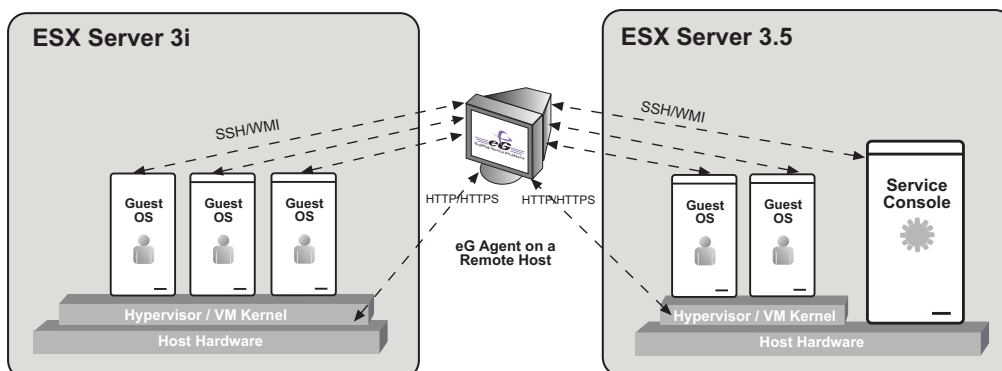 ESX Server 3i
ESX Server 3.5
SSH/WMI
SSH/WMI
eG
Guest
OS
Guest
OS
Guest
OS
HTTP/HTTPS
HTTP/HTTPS
eG Agent on a
Remote Host
Guest
OS
Guest
OS
Service
Console
Hypervisor / VM Kernel
Host Hardware
Hypervisor / VM Kernel
Host Hardware